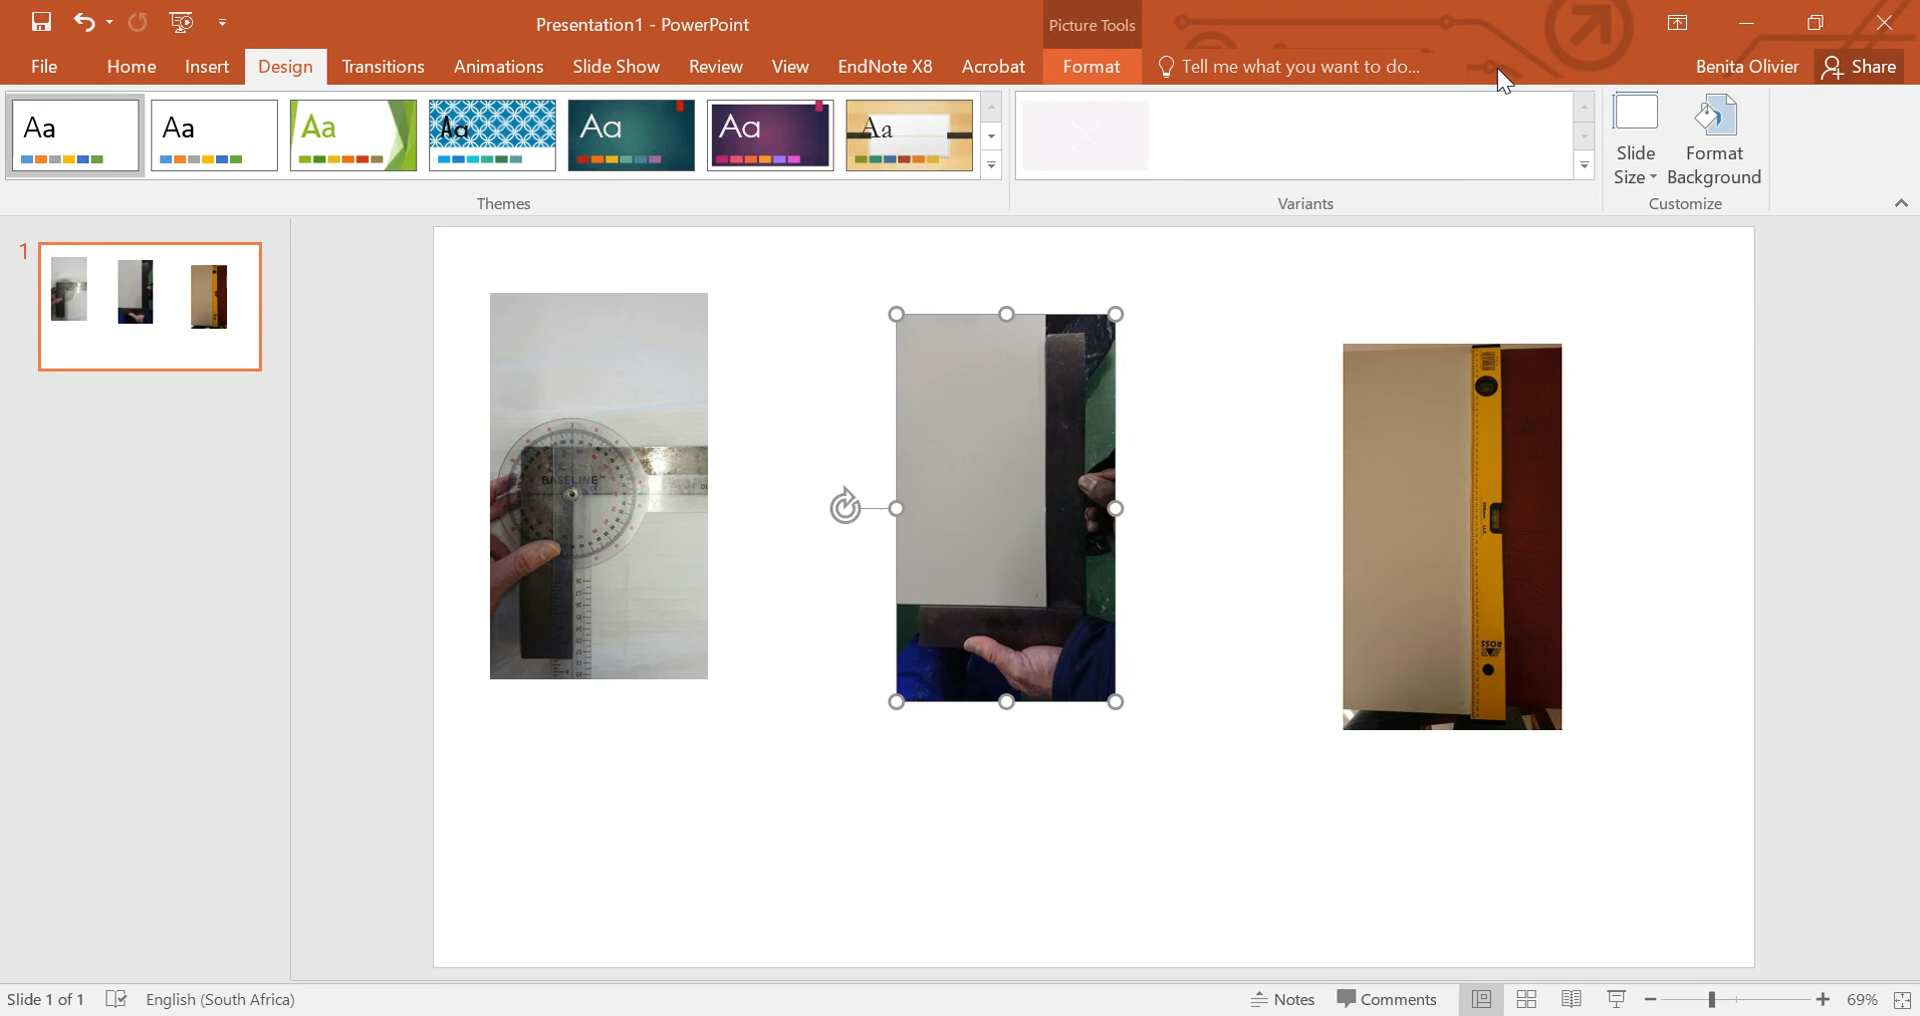 Presentation1 - PowerPoint
Picture Tools
File Home Insert Design Transitions Animations Slide Show Review View EndNote X8 Acrobat Format Tell me what you want to do... Benita Olivier Share
Aa Aa Aa Aa Aa Aa Aa
Slide Size
Format Background
Themes Variants Customize
1
BASELINE
ROSS
Slide 1 of 1 English (South Africa) Notes Comments 69%